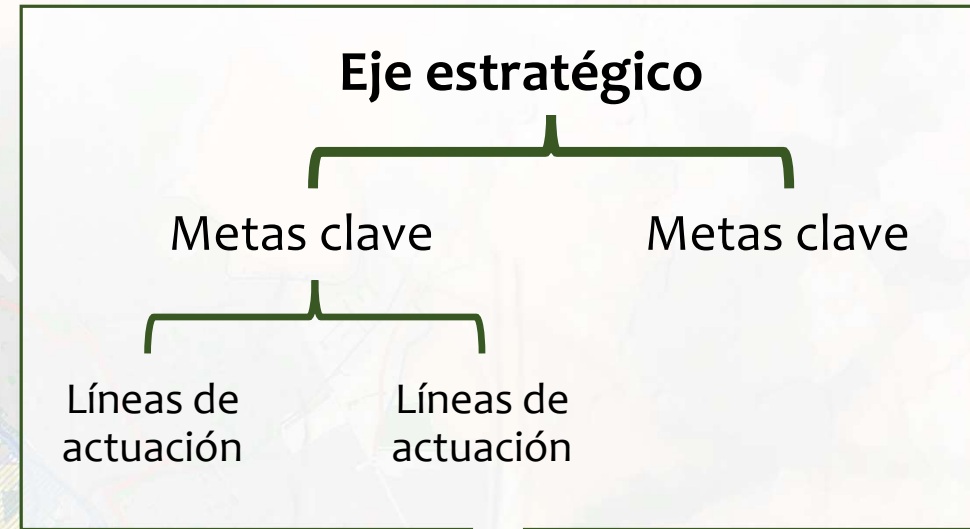 Eje estratégico
Metas clave
Metas clave
Líneas de
actuación
Líneas de
actuación